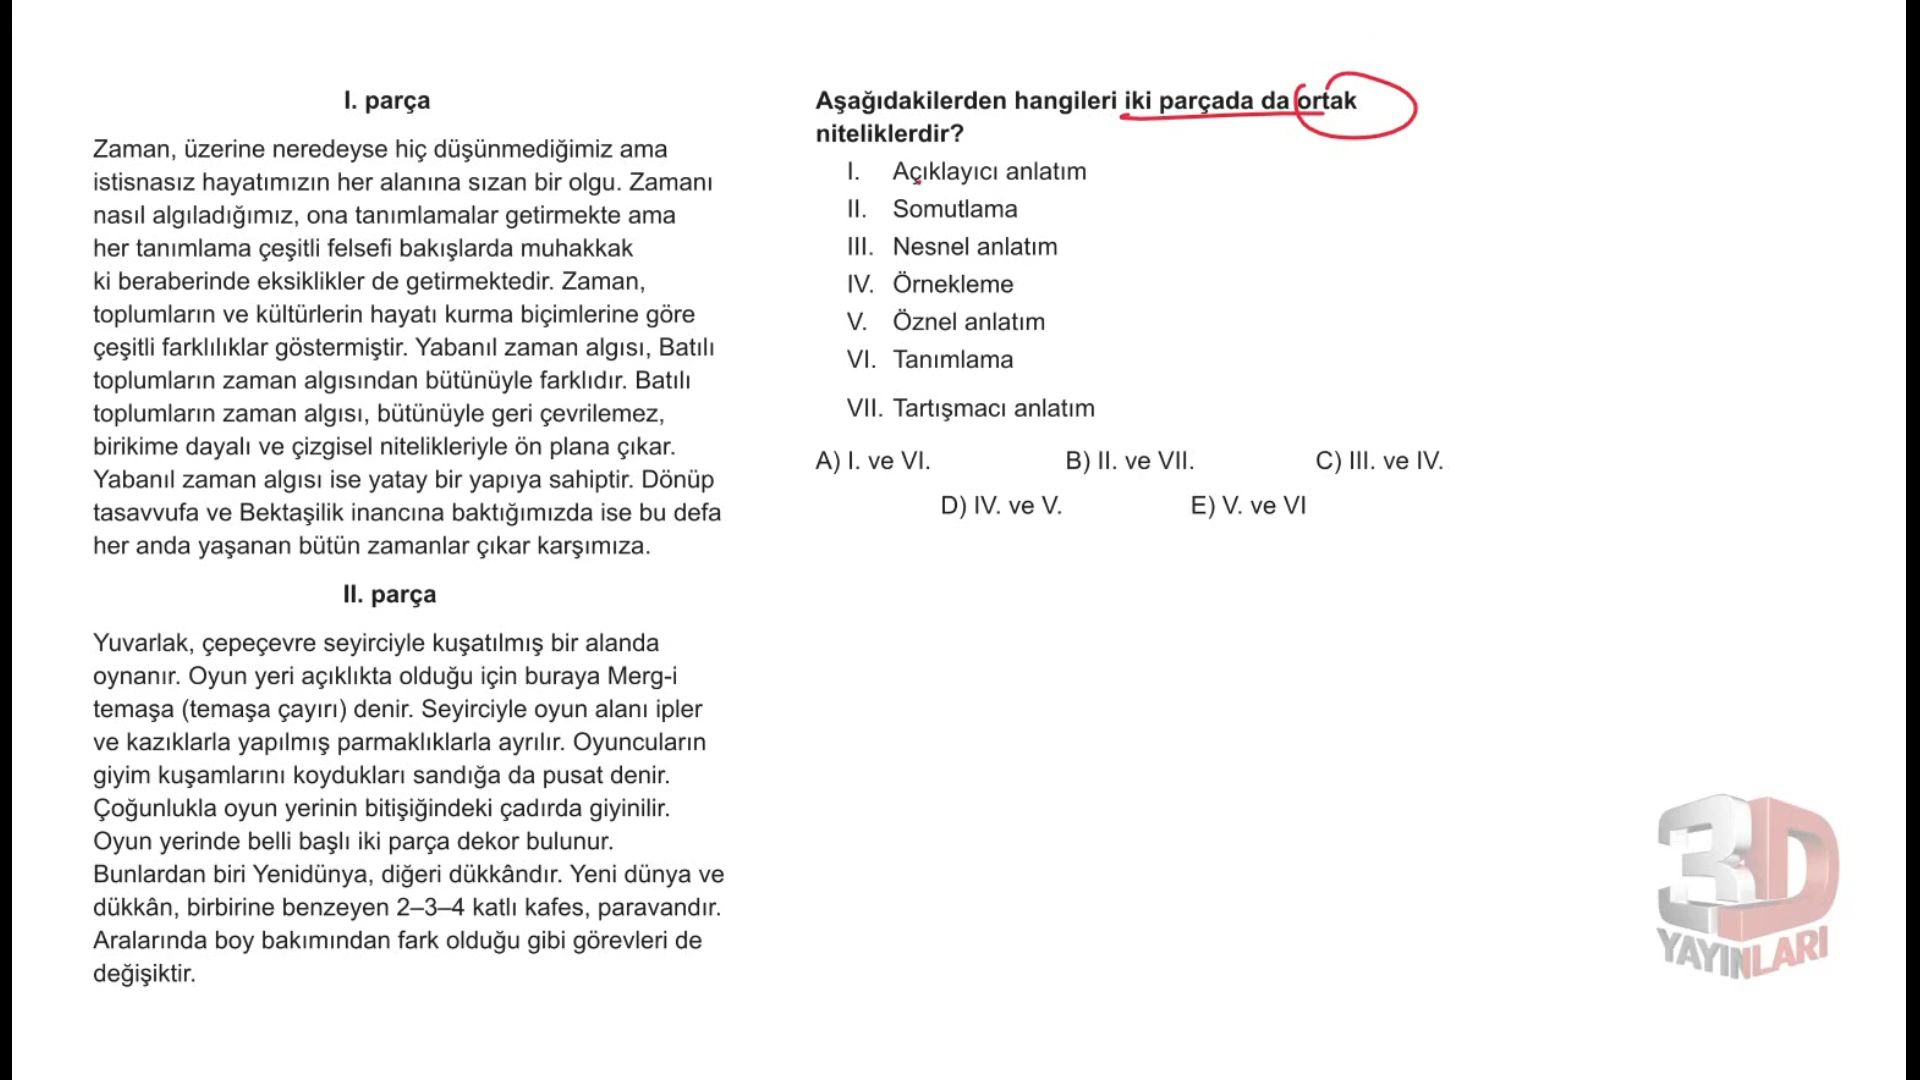 I. parça
Zaman, üzerine neredeyse hiç düşünmediğimiz ama
istisnasız hayatımızın her alanına sızan bir olgu. Zamanı
nasıl algıladığımız, ona tanımlamalar getirmekte ama
her tanımlama çeşitli felsefi bakışlarda muhakkak
ki beraberinde eksiklikler de getirmektedir. Zaman,
toplumların ve kültürlerin hayatı kurma biçimlerine göre
çeşitli farklılıklar göstermiştir. Yabanıl zaman algısı, Batılı
toplumların zaman algısından bütünüyle farklıdır. Batılı
toplumların zaman algısı, bütünüyle geri çevrilemez,
birikime dayalı ve çizgisel nitelikleriyle ön plana çıkar.
Yabanıl zaman algısı ise yatay bir yapıya sahiptir. Dönüp
tasavvufa ve Bektaşilik inancına baktığımızda ise bu defa
her anda yaşanan bütün zamanlar çıkar karşımıza.
II. parça
Yuvarlak, çepeçevre seyirciyle kuşatılmış bir alanda
oynanır. Oyun yeri açıklıkta olduğu için buraya Merg-i
temaşa (temaşa çayırı) denir. Seyirciyle oyun alanı ipler
ve kazıklarla yapılmış parmaklıklarla ayrılır. Oyuncuların
giyim kuşamlarını koydukları sandığa da pusat denir.
Çoğunlukla oyun yerinin bitişiğindeki çadırda giyinilir.
Oyun yerinde belli başlı iki parça dekor bulunur.
Bunlardan biri Yenidünya, diğeri dükkândır. Yeni dünya ve
dükkân, birbirine benzeyen 2–3–4 katlı kafes, paravandır.
Aralarında boy bakımından fark olduğu gibi görevleri de
değişiktir.
Aşağıdakilerden hangileri iki parçada da ortak
niteliklerdir?
I. Açıklayıcı anlatım
II. Somutlama
III. Nesnel anlatım
IV. Örnekleme
V. Öznel anlatım
VI. Tanımlama
VII. Tartışmacı anlatım
A) I. ve VI. B) II. ve VII. C) III. ve IV.
D) IV. ve V. E) V. ve VI
3D
YAYINLARI